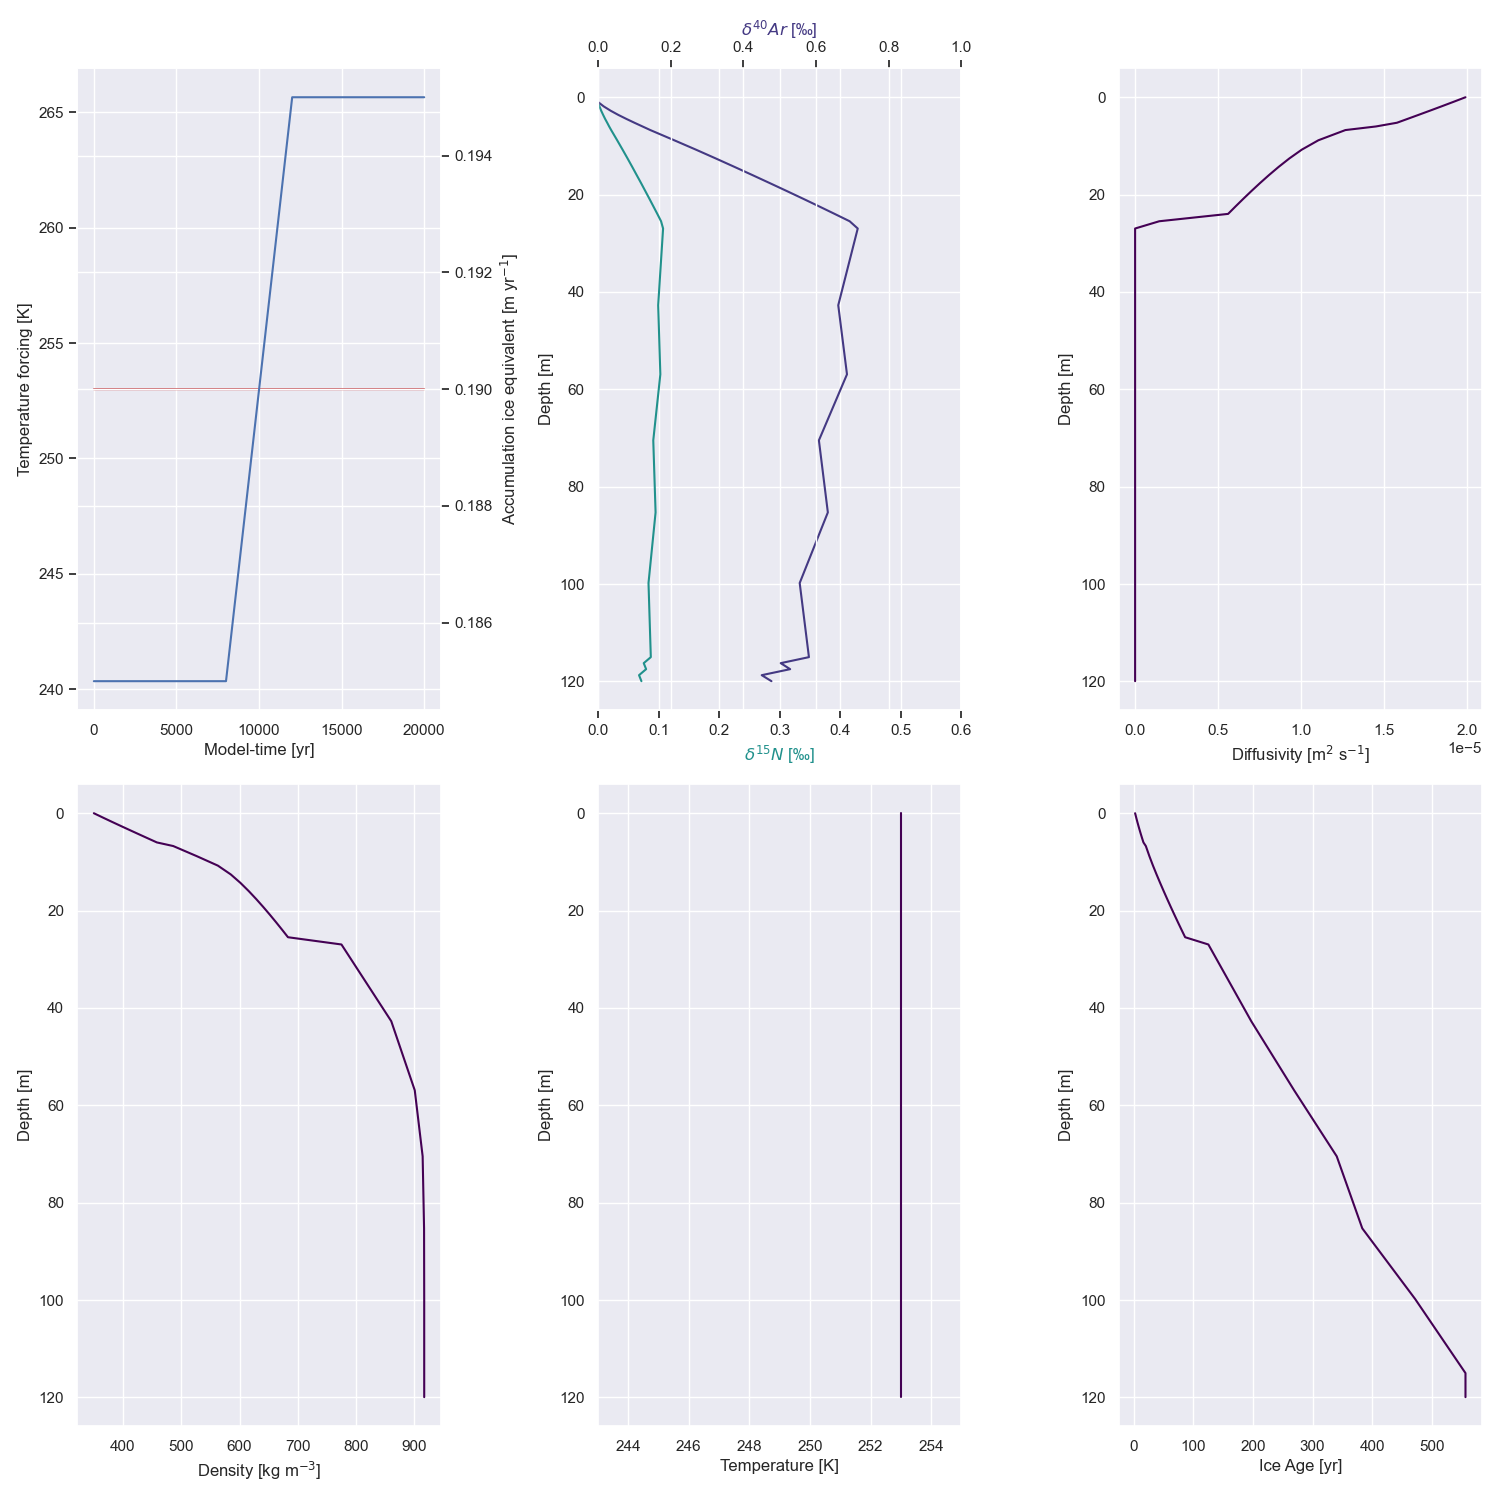 δ⁴⁰Ar [‰]
0.0 0.2 0.4 0.6 0.8 1.0
265
260
255
250
245
240
Temperature forcing [K]
0 5000 10000 15000 20000
Model-time [yr]
0.194
0.192
0.190
0.188
0.186
Accumulation ice equivalent [m yr⁻¹]
0
20
40
60
80
100
120
Depth [m]
0.0 0.1 0.2 0.3 0.4 0.5 0.6
δ¹⁵N [‰]
0
20
40
60
80
100
120
Depth [m]
0.0 0.5 1.0 1.5 2.0
1e−5
Diffusivity [m² s⁻¹]
0
20
40
60
80
100
120
Depth [m]
400 500 600 700 800 900
Density [kg m⁻³]
0
20
40
60
80
100
120
Depth [m]
244 246 248 250 252 254
Temperature [K]
0
20
40
60
80
100
120
Depth [m]
0 100 200 300 400 500
Ice Age [yr]